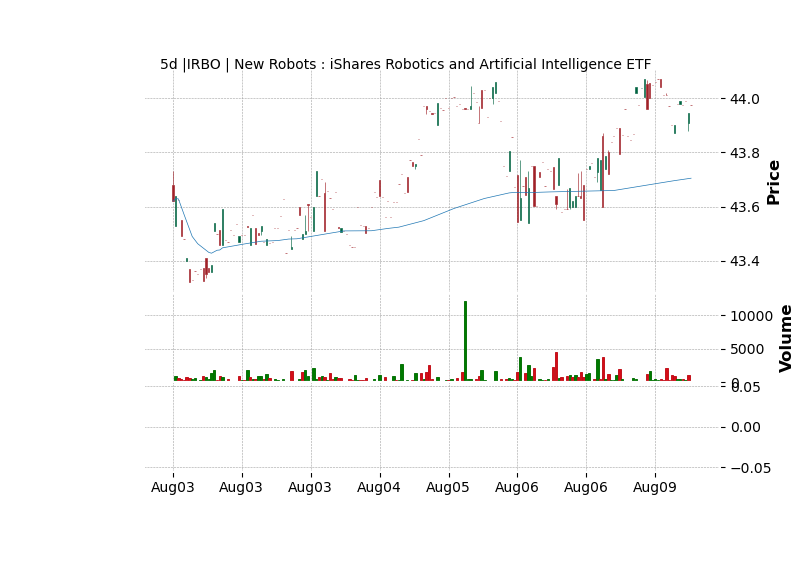 5d |IRBO | New Robots : iShares Robotics and Artificial Intelligence ETF
44.0
43.8
43.6
43.4
Price
10000
5000
0
Volume
0.05
0.00
−0.05
Aug03 Aug03 Aug03 Aug04 Aug05 Aug06 Aug06 Aug09